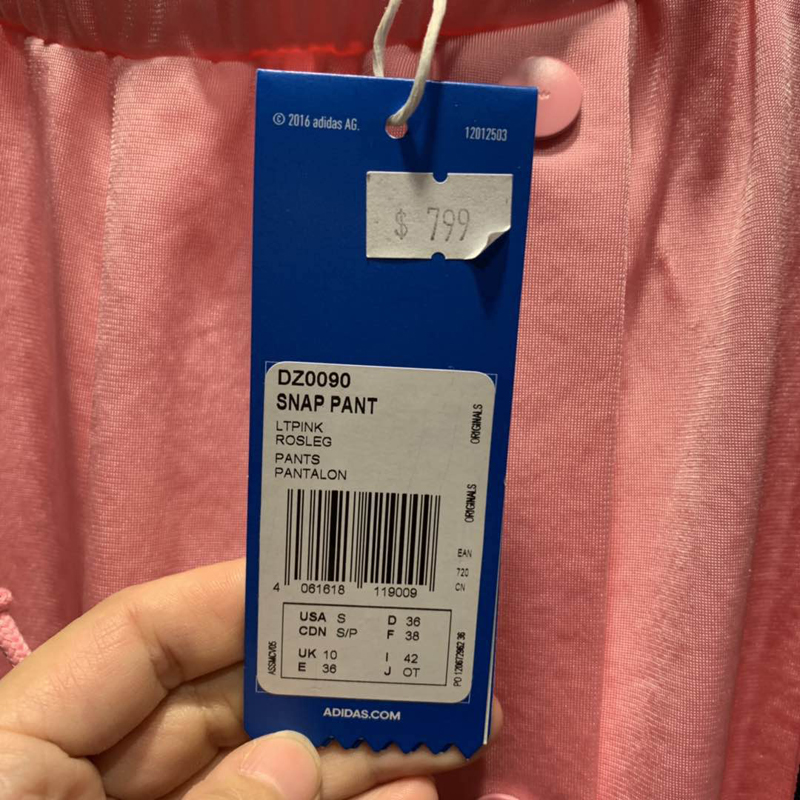 © 2016 adidas AG.
12012503
$ 799
DZ0090
SNAP PANT
LTPINK
ROSLEG
PANTS
PANTALON
ORIGINALS
ORIGINALS
EAN
720
CN
4 061618 119009
USA S D 36
CDN S/P F 38
UK 10 I 42
E 36 J OT
ADIDAS.COM